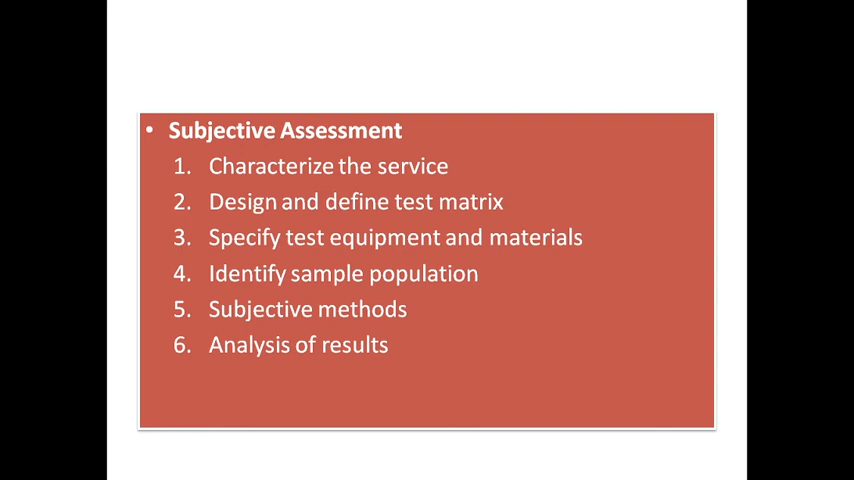 • Subjective Assessment
1. Characterize the service
2. Design and define test matrix
3. Specify test equipment and materials
4. Identify sample population
5. Subjective methods
6. Analysis of results